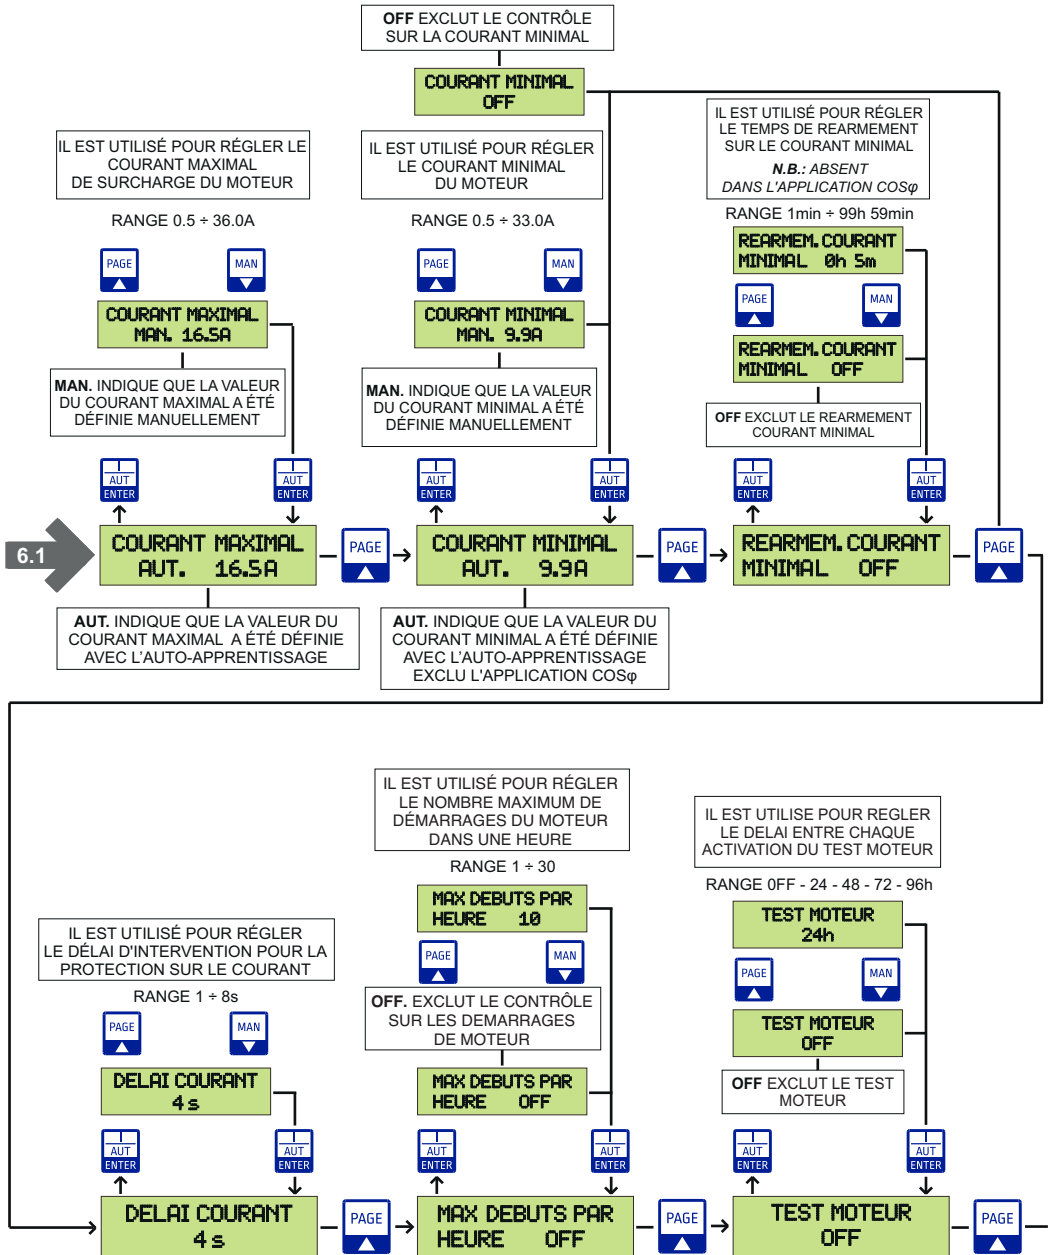 OFF EXCLUT LE CONTRÔLE
SUR LA COURANT MINIMAL
COURANT MINIMAL
OFF
IL EST UTILISÉ POUR RÉGLER LE
COURANT MAXIMAL
DE SURCHARGE DU MOTEUR
RANGE 0.5 ÷ 36.0A
PAGE
MAN
COURANT MAXIMAL
MAN. 16.5A
MAN. INDIQUE QUE LA VALEUR
DU COURANT MAXIMAL A ÉTÉ
DÉFINIE MANUELLEMENT
AUT
ENTER
AUT
ENTER
IL EST UTILISÉ POUR RÉGLER
LE COURANT MINIMAL
DU MOTEUR
RANGE 0.5 ÷ 33.0A
PAGE
MAN
COURANT MINIMAL
MAN. 9.9A
MAN. INDIQUE QUE LA VALEUR
DU COURANT MINIMAL A ÉTÉ
DÉFINIE MANUELLEMENT
AUT
ENTER
AUT
ENTER
IL EST UTILISÉ POUR RÉGLER
LE TEMPS DE REARMEMENT
SUR LE COURANT MINIMAL
N.B.: ABSENT
DANS L'APPLICATION COSφ
RANGE 1min ÷ 99h 59min
REARMEM. COURANT
MINIMAL 0h 5m
PAGE
MAN
REARMEM. COURANT
MINIMAL OFF
OFF EXCLUT LE REARMEMENT
COURANT MINIMAL
AUT
ENTER
AUT
ENTER
6.1
COURANT MAXIMAL
AUT. 16.5A
PAGE
COURANT MINIMAL
AUT. 9.9A
PAGE
REARMEM. COURANT
MINIMAL OFF
PAGE
AUT. INDIQUE QUE LA VALEUR DU
COURANT MAXIMAL A ÉTÉ DÉFINIE
AVEC L'AUTO-APPRENTISSAGE
AUT. INDIQUE QUE LA VALEUR DU
COURANT MINIMAL A ÉTÉ DÉFINIE
AVEC L'AUTO-APPRENTISSAGE
EXCLU L'APPLICATION COSφ
IL EST UTILISÉ POUR RÉGLER
LE DÉLAI D'INTERVENTION POUR LA
PROTECTION SUR LE COURANT
RANGE 1 ÷ 8s
PAGE
MAN
DELAI COURANT
4 s
AUT
ENTER
AUT
ENTER
IL EST UTILISÉ POUR RÉGLER
LE NOMBRE MAXIMUM DE
DÉMARRAGES DU MOTEUR
DANS UNE HEURE
RANGE 1 ÷ 30
MAX DEBUTS PAR
HEURE 10
PAGE
MAN
OFF. EXCLUT LE CONTRÔLE
SUR LES DEMARRAGES
DE MOTEUR
MAX DEBUTS PAR
HEURE OFF
AUT
ENTER
AUT
ENTER
IL EST UTILISE POUR REGLER
LE DELAI ENTRE CHAQUE
ACTIVATION DU TEST MOTEUR
RANGE 0FF - 24 - 48 - 72 - 96h
TEST MOTEUR
24h
PAGE
MAN
TEST MOTEUR
OFF
OFF EXCLUT LE TEST
MOTEUR
AUT
ENTER
AUT
ENTER
DELAI COURANT
4 s
PAGE
MAX DEBUTS PAR
HEURE OFF
PAGE
TEST MOTEUR
OFF
PAGE